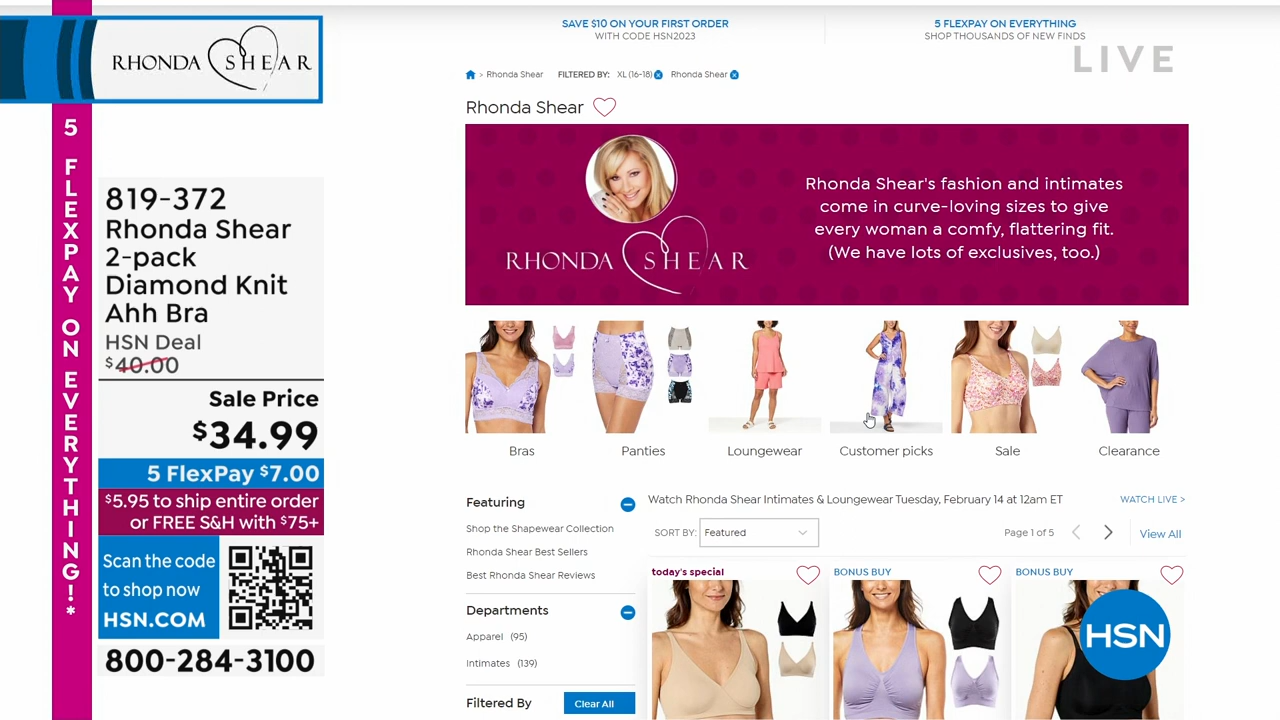 RHONDA SHEAR
5 FLEXPAY ON EVERYTHING!*
819-372
Rhonda Shear
2-pack
Diamond Knit
Ahh Bra
HSN Deal
$40.00
Sale Price
$34.99
5 FlexPay $7.00
$5.95 to ship entire order
or FREE S&H with $75+
Scan the code
to shop now
HSN.COM
800-284-3100
SAVE $10 ON YOUR FIRST ORDER
WITH CODE HSN2023
5 FLEXPAY ON EVERYTHING
SHOP THOUSANDS OF NEW FINDS
LIVE
> Rhonda Shear FILTERED BY: XL (16-18) Rhonda Shear
Rhonda Shear
RHONDA SHEAR
Rhonda Shear's fashion and intimates
come in curve-loving sizes to give
every woman a comfy, flattering fit.
(We have lots of exclusives, too.)
Bras
Panties
Loungewear
Customer picks
Sale
Clearance
Featuring
Shop the Shapewear Collection
Rhonda Shear Best Sellers
Best Rhonda Shear Reviews
Departments
Apparel (95)
Intimates (139)
Filtered By
Clear All
Watch Rhonda Shear Intimates & Loungewear Tuesday, February 14 at 12am ET
WATCH LIVE >
SORT BY: Featured
Page 1 of 5
View All
today's special
BONUS BUY
BONUS BUY
HSN